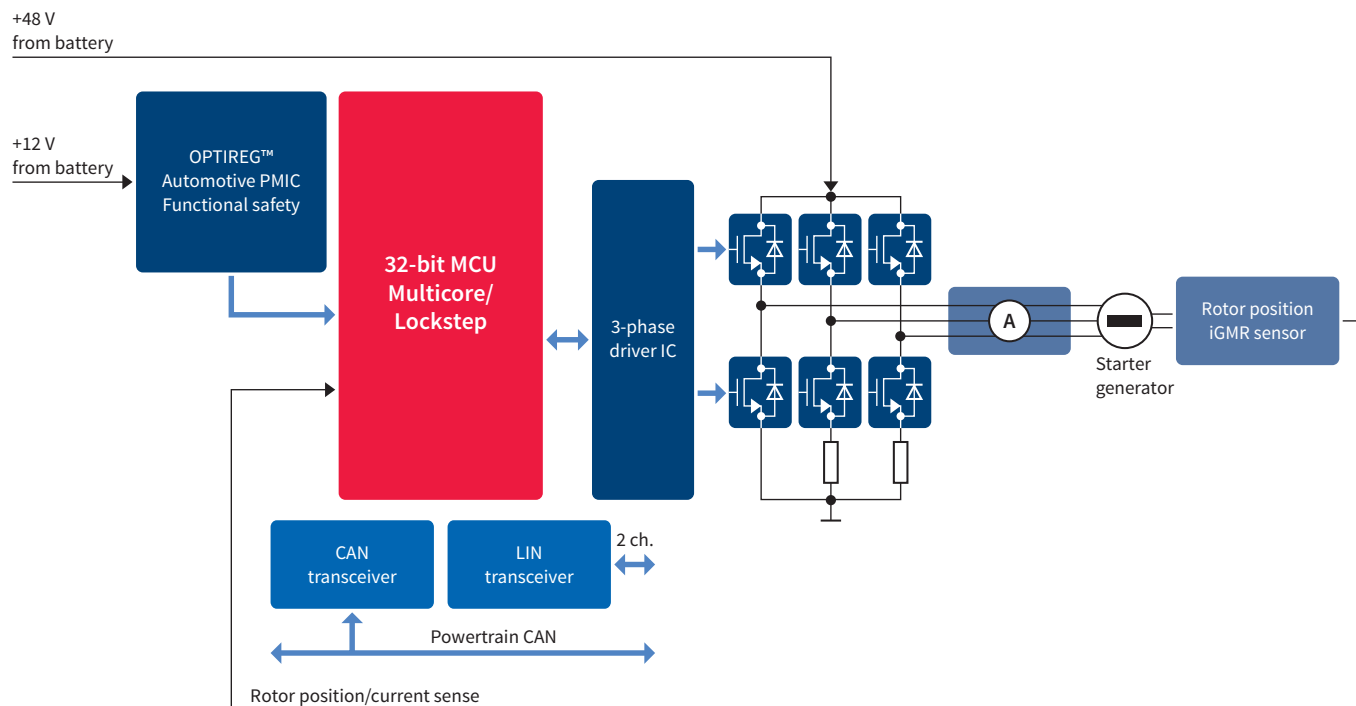 +48 V
from battery
+12 V
from battery
OPTIREG™
Automotive PMIC
Functional safety
32-bit MCU
Multicore/
Lockstep
3-phase
driver IC
A
Starter
generator
Rotor position
iGMR sensor
CAN
transceiver
LIN
transceiver
2 ch.
Powertrain CAN
Rotor position/current sense